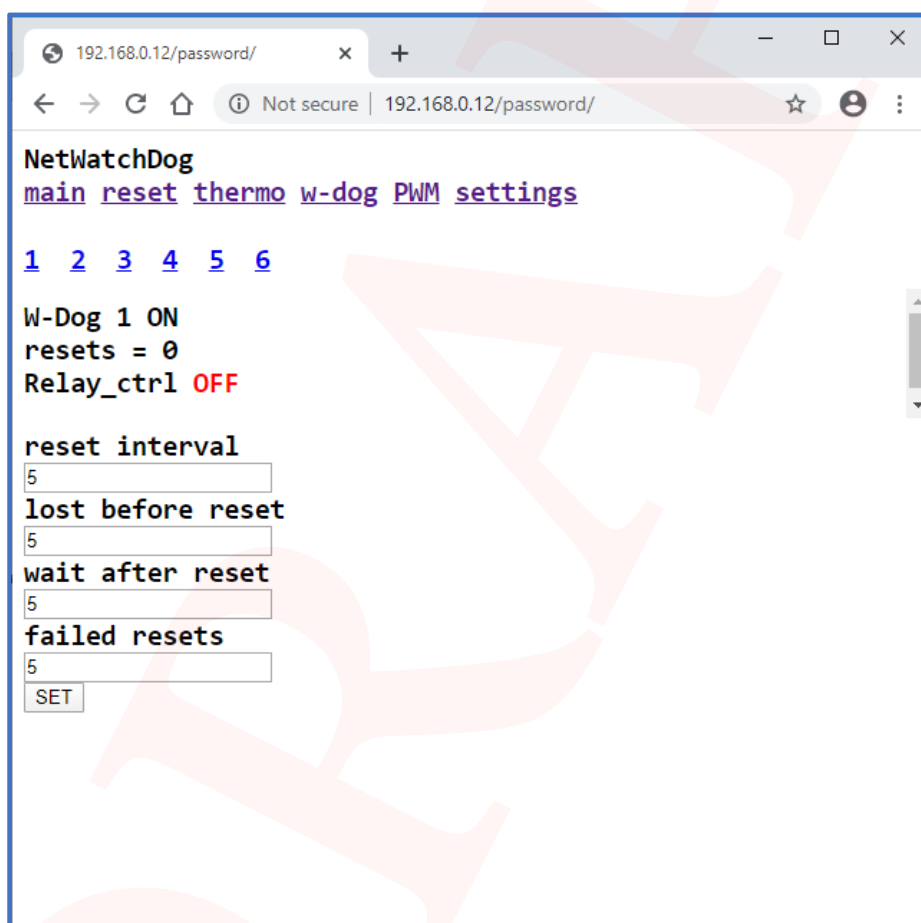 192.168.0.12/password/
Not secure | 192.168.0.12/password/
NetWatchDog
main reset thermo w-dog PWM settings
1 2 3 4 5 6
W-Dog 1 ON
resets = 0
Relay_ctrl OFF
reset interval
5
lost before reset
5
wait after reset
5
failed resets
5
SET